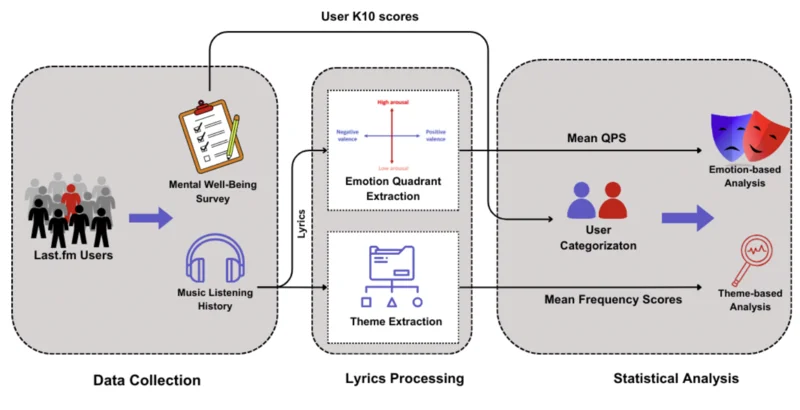 User K10 scores
Last.fm Users
Mental Well-Being
Survey
Music Listening
History
Data Collection
Lyrics
High arousal
Negative
valence
Positive
valence
Low arousal
Emotion Quadrant
Extraction
Theme Extraction
Lyrics Processing
Mean QPS
User
Categorizaton
Mean Frequency Scores
Emotion-based
Analysis
Theme-based
Analysis
Statistical Analysis